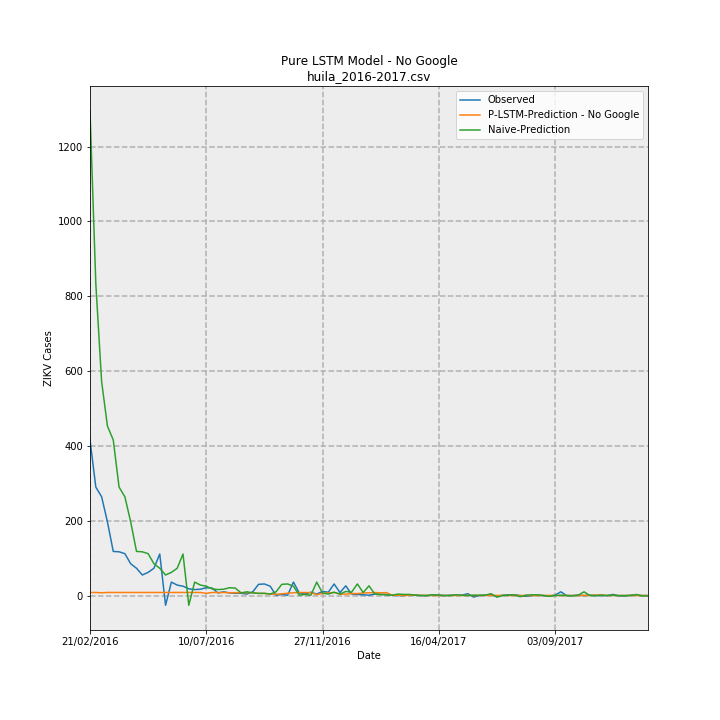 Pure LSTM Model - No Google
huila_2016-2017.csv
Observed
P-LSTM-Prediction - No Google
Naive-Prediction
1200
1000
800
600
400
200
0
ZIKV Cases
21/02/2016
10/07/2016
27/11/2016
16/04/2017
03/09/2017
Date